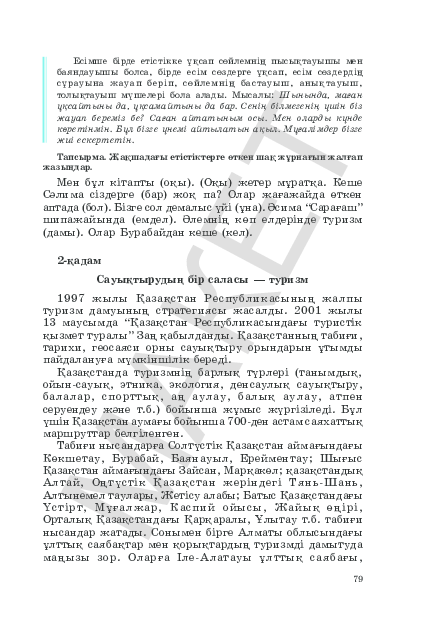 Есімше бірде етістікке ұқсап сөйлемнің пысықтауышы мен
баяндауышы болса, бірде есім сөздерге ұқсап, есім сөздердің
сұрауына жауап беріп, сөйлемнің бастауыш, анықтауыш,
толықтауыш мүшелері бола алады. Мысалы: Шынында, маған
ұқсайтыны да, ұқсамайтыны да бар. Сенің білмегенің үшін біз
жауап береміз бе? Саған айтатыным осы. Мен оларды күнде
көретінмін. Бұл бізге үнемі айтылатын ақыл. Мұғалімдер бізге
жиі ескертетін.
Тапсырма. Жақшадағы етістіктерге өткен шақ жұрнағын жалғап
жазыңдар.
Мен бұл кітапты (оқы). (Оқы) жетер мұратқа. Кеше
Сәлима сіздерге (бар) жоқ па? Олар жағажайда өткен
аптада (бол). Бізге сол демалыс үйі (ұна). Әсима “Сарағаш”
шипажайында (емдел). Әлемнің көп елдерінде туризм
(дамы). Олар Бурабайдан кеше (кел).
2-қадам
Сауықтырудың бір саласы — туризм
1997 жылы Қазақстан Республикасының жалпы
туризм дамуының стратегиясы жасалды. 2001 жылы
13 маусымда “Қазақстан Республикасындағы туристік
қызмет туралы” Заң қабылданды. Қазақстанның табиғи,
тарихи, геосаяси орны сауықтыру орындарын ұтымды
пайдалануға мүмкіншілік береді.
Қазақстанда туризмнің барлық түрлері (танымдық,
ойын-сауық, этника, экология, денсаулық сауықтыру,
балалар, спорттық, аң аулау, балық аулау, атпен
серуендеу және т.б.) бойынша жұмыс жүргізіледі. Бұл
үшін Қазақстан аумағы бойынша 700-ден астам саяхаттық
маршруттар белгіленген.
Табиғи нысандарға Солтүстік Қазақстан аймағындағы
Көкшетау, Бурабай, Баянауыл, Ерейментау; Шығыс
Қазақстан аймағындағы Зайсан, Марқакөл; қазақстандық
Алтай, Оңтүстік Қазақстан жеріндегі Тянь-Шань,
Алтынемел таулары, Жетісу алабы; Батыс Қазақстандағы
Үстірт, Мұғалжар, Каспий ойысы, Жайық өңірі,
Орталық Қазақстандағы Қарқаралы, Ұлытау т.б. табиғи
нысандар жатады. Сонымен бірге Алматы облысындағы
ұлттық саябақтар мен қорықтардың туризмді дамытуда
маңызы зор. Оларға Іле-Алатауы ұлттық саябағы,
79
МАКЕТ